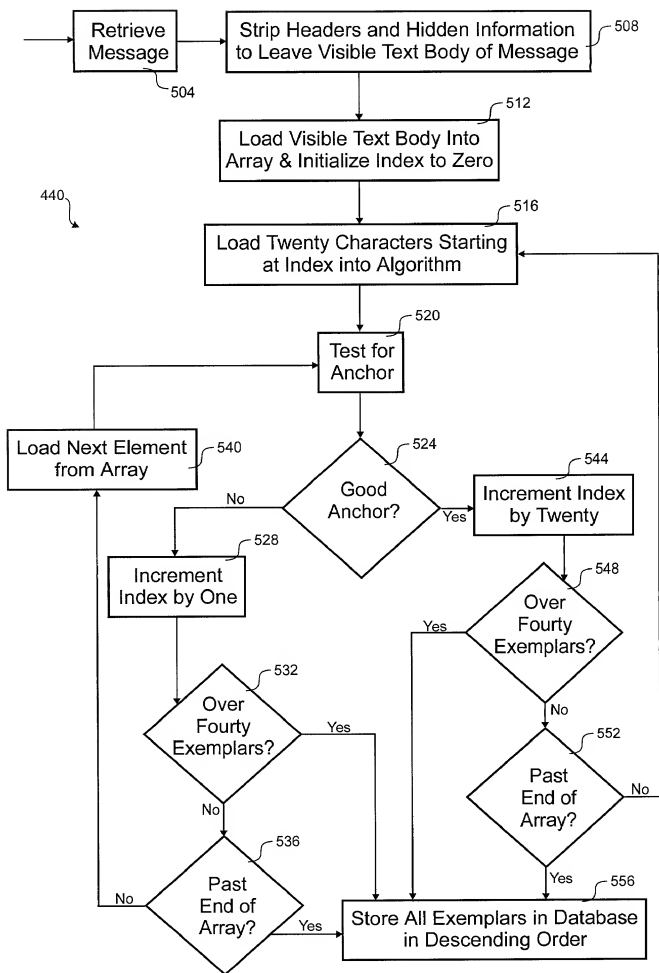 Retrieve
Message
504
Strip Headers and Hidden Information
to Leave Visible Text Body of Message
508
512
Load Visible Text Body Into
Array & Initialize Index to Zero
440
516
Load Twenty Characters Starting
at Index into Algorithm
520
Test for
Anchor
Load Next Element
from Array
540
524
Good
Anchor?
No
Yes
544
Increment Index
by Twenty
528
Increment
Index by One
548
Over
Fourty
Exemplars?
Yes
No
532
Over
Fourty
Exemplars?
Yes
No
552
Past
End of
Array?
No
Yes
536
Past
End of
Array?
No
Yes
556
Store All Exemplars in Database
in Descending Order